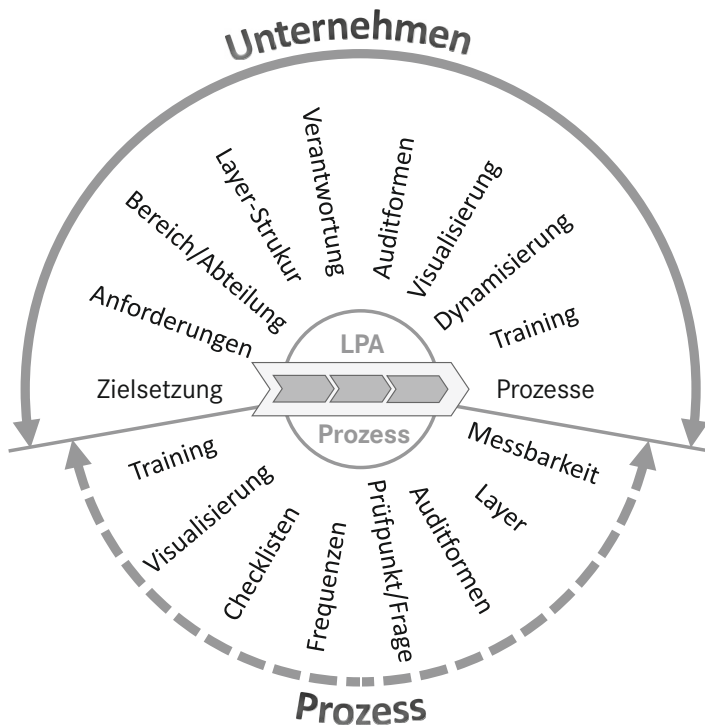 Unternehmen
Zielsetzung
Anforderungen
Bereich/Abteilung
Layer-Strukur
Verantwortung
Auditformen
Visualisierung
Dynamisierung
Training
Prozesse
LPA
Prozess
Training
Visualisierung
Checklisten
Frequenzen
Prüfpunkt/Frage
Auditformen
Layer
Messbarkeit
Prozess